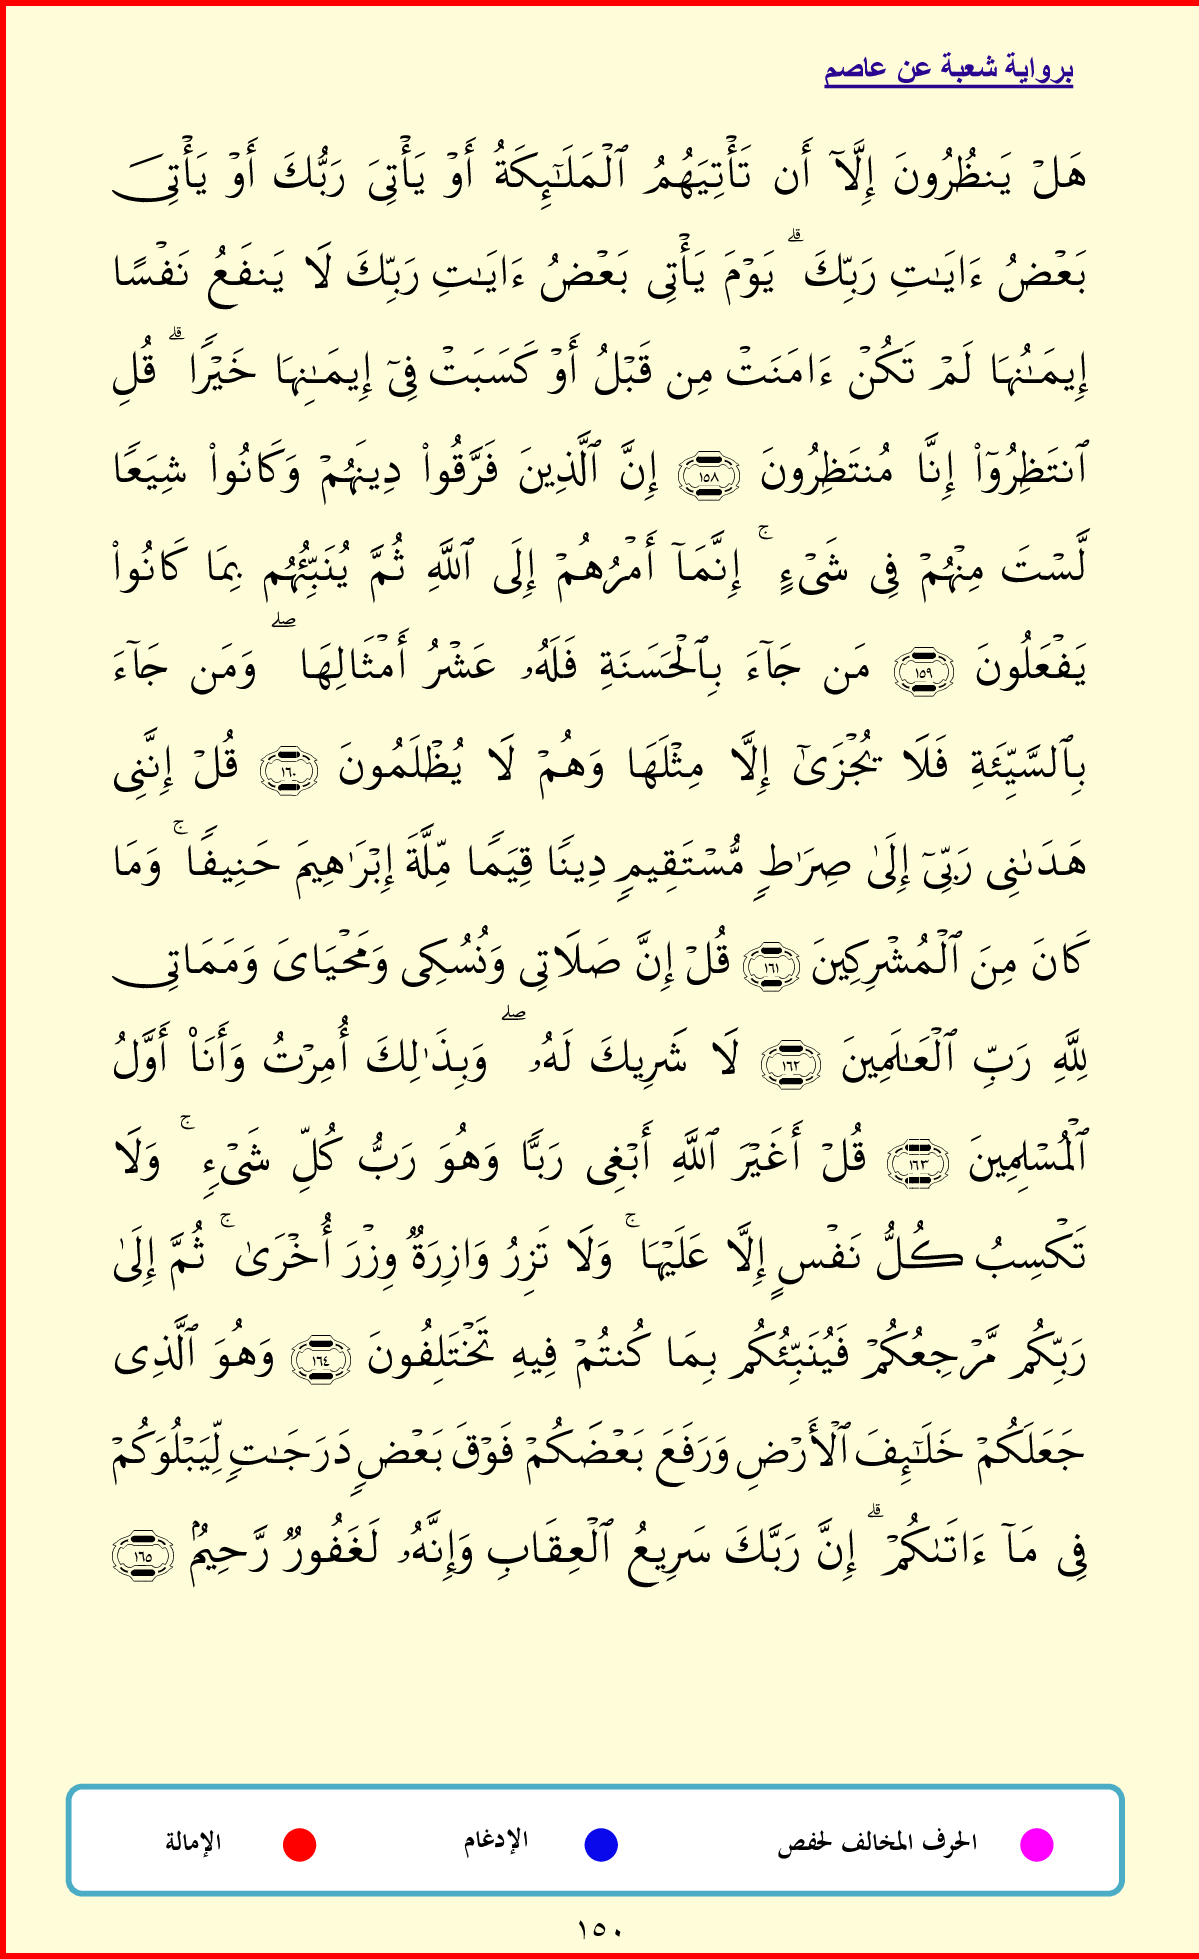 برواية شعبة عن عاصم
هَلۡ يَنظُرُونَ إِلَّآ أَن تَأۡتِيَهُمُ ٱلۡمَلَٰٓئِكَةُ أَوۡ يَأۡتِيَ رَبُّكَ أَوۡ يَأۡتِيَ
بَعۡضُ ءَايَٰتِ رَبِّكَۗ يَوۡمَ يَأۡتِي بَعۡضُ ءَايَٰتِ رَبِّكَ لَا يَنفَعُ نَفۡسًا
إِيمَٰنُهَا لَمۡ تَكُنۡ ءَامَنَتۡ مِن قَبۡلُ أَوۡ كَسَبَتۡ فِيٓ إِيمَٰنِهَا خَيۡرٗاۗ قُلِ
ٱنتَظِرُوٓاْ إِنَّا مُنتَظِرُونَ ١٥٨ إِنَّ ٱلَّذِينَ فَرَّقُواْ دِينَهُمۡ وَكَانُواْ شِيَعٗا
لَّسۡتَ مِنۡهُمۡ فِي شَيۡءٍۚ إِنَّمَآ أَمۡرُهُمۡ إِلَى ٱللَّهِ ثُمَّ يُنَبِّئُهُم بِمَا كَانُواْ
يَفۡعَلُونَ ١٥٩ مَن جَآءَ بِٱلۡحَسَنَةِ فَلَهُۥ عَشۡرُ أَمۡثَالِهَاۖ وَمَن جَآءَ
بِٱلسَّيِّئَةِ فَلَا يُجۡزَىٰٓ إِلَّا مِثۡلَهَا وَهُمۡ لَا يُظۡلَمُونَ ١٦٠ قُلۡ إِنَّنِي
هَدَىٰنِي رَبِّيٓ إِلَىٰ صِرَٰطٖ مُّسۡتَقِيمٖ دِينٗا قِيَمٗا مِّلَّةَ إِبۡرَٰهِيمَ حَنِيفٗاۚ وَمَا
كَانَ مِنَ ٱلۡمُشۡرِكِينَ ١٦١ قُلۡ إِنَّ صَلَاتِي وَنُسُكِي وَمَحۡيَايَ وَمَمَاتِي
لِلَّهِ رَبِّ ٱلۡعَٰلَمِينَ ١٦٢ لَا شَرِيكَ لَهُۥۖ وَبِذَٰلِكَ أُمِرۡتُ وَأَنَا۠ أَوَّلُ
ٱلۡمُسۡلِمِينَ ١٦٣ قُلۡ أَغَيۡرَ ٱللَّهِ أَبۡغِي رَبّٗا وَهُوَ رَبُّ كُلِّ شَيۡءٖۚ وَلَا
تَكۡسِبُ كُلُّ نَفۡسٍ إِلَّا عَلَيۡهَاۚ وَلَا تَزِرُ وَازِرَةٞ وِزۡرَ أُخۡرَىٰۚ ثُمَّ إِلَىٰ
رَبِّكُم مَّرۡجِعُكُمۡ فَيُنَبِّئُكُم بِمَا كُنتُمۡ فِيهِ تَخۡتَلِفُونَ ١٦٤ وَهُوَ ٱلَّذِي
جَعَلَكُمۡ خَلَٰٓئِفَ ٱلۡأَرۡضِ وَرَفَعَ بَعۡضَكُمۡ فَوۡقَ بَعۡضٖ دَرَجَٰتٖ لِّيَبۡلُوَكُمۡ
فِي مَآ ءَاتَىٰكُمۡۗ إِنَّ رَبَّكَ سَرِيعُ ٱلۡعِقَابِ وَإِنَّهُۥ لَغَفُورٞ رَّحِيمُۢ ١٦٥
الحرف المخالف لحفص الإدغام الإمالة
١٥٠